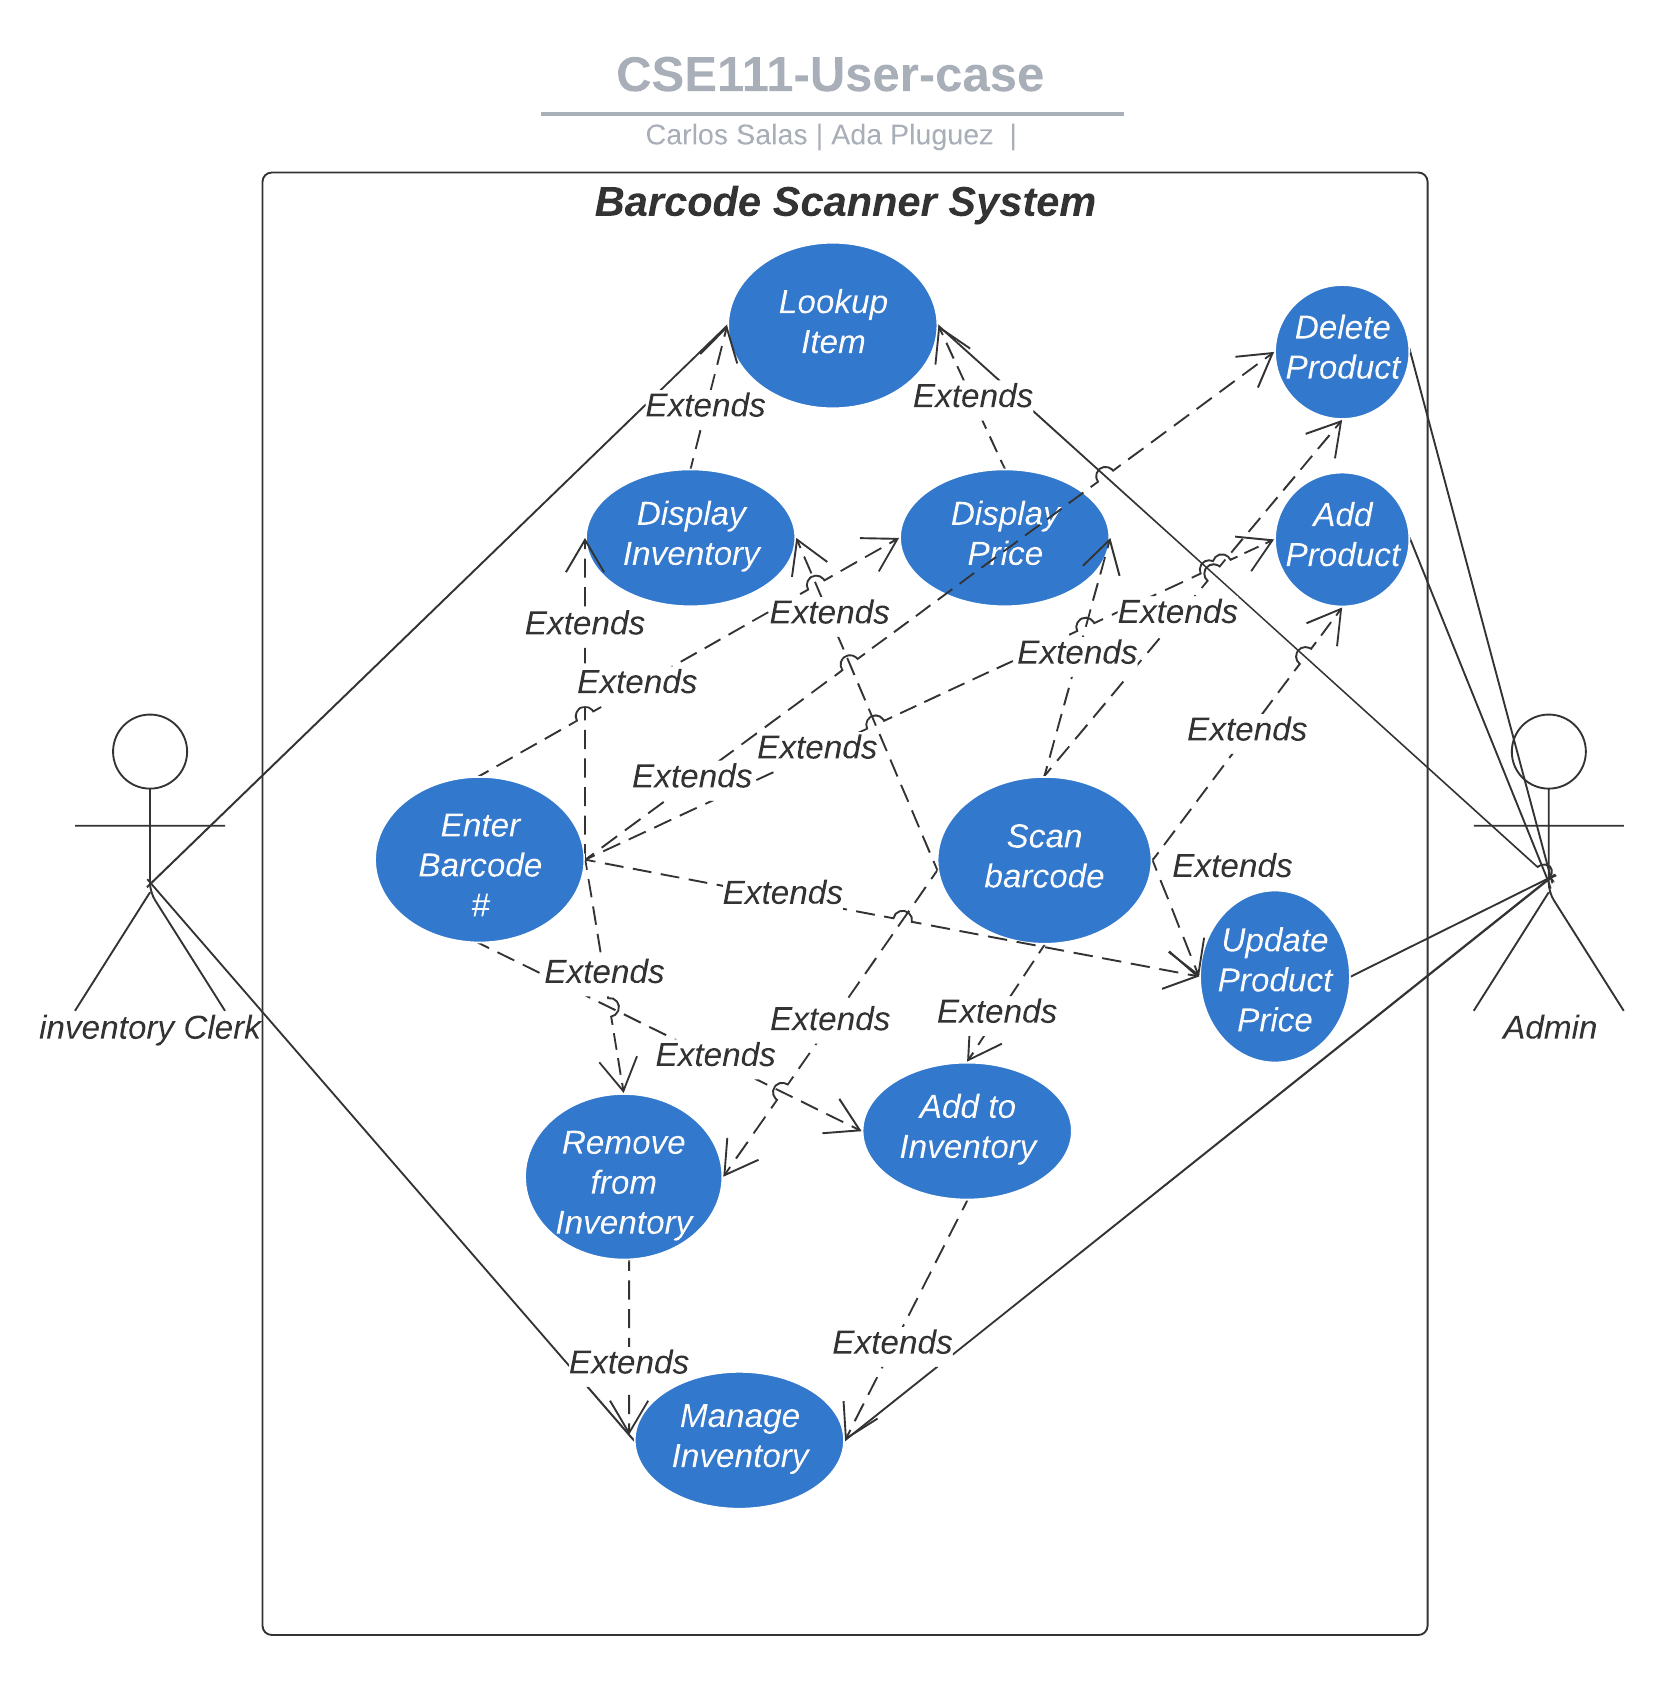 CSE111-User-case
Carlos Salas | Ada Pluguez  |
Barcode Scanner System
Lookup
Item
Delete
Product
Extends
Extends
Display
Inventory
Display
Price
Add
Product
Extends
Extends
Extends
Extends
Extends
Extends
Extends
Extends
Enter
Barcode
#
Scan
barcode
Extends
Extends
Update
Product
Price
Extends
Extends
Extends
inventory Clerk
Admin
Extends
Remove
from
Inventory
Add to
Inventory
Extends
Extends
Manage
Inventory